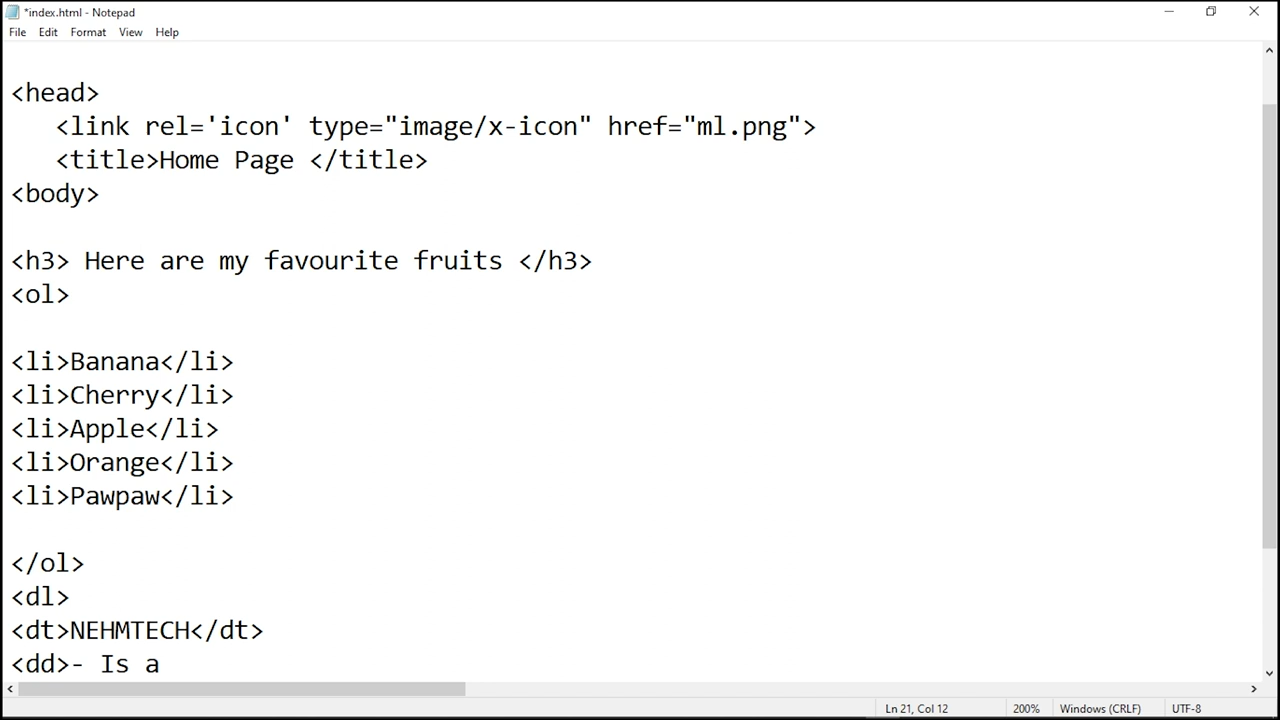 *index.html - Notepad
File Edit Format View Help
<head>
<link rel='icon' type="image/x-icon" href="ml.png">
<title>Home Page </title>
<body>
<h3> Here are my favourite fruits </h3>
<ol>
<li>Banana</li>
<li>Cherry</li>
<li>Apple</li>
<li>Orange</li>
<li>Pawpaw</li>
</ol>
<dl>
<dt>NEHMTECH</dt>
<dd>- Is a
Ln 21, Col 12 200% Windows (CRLF) UTF-8